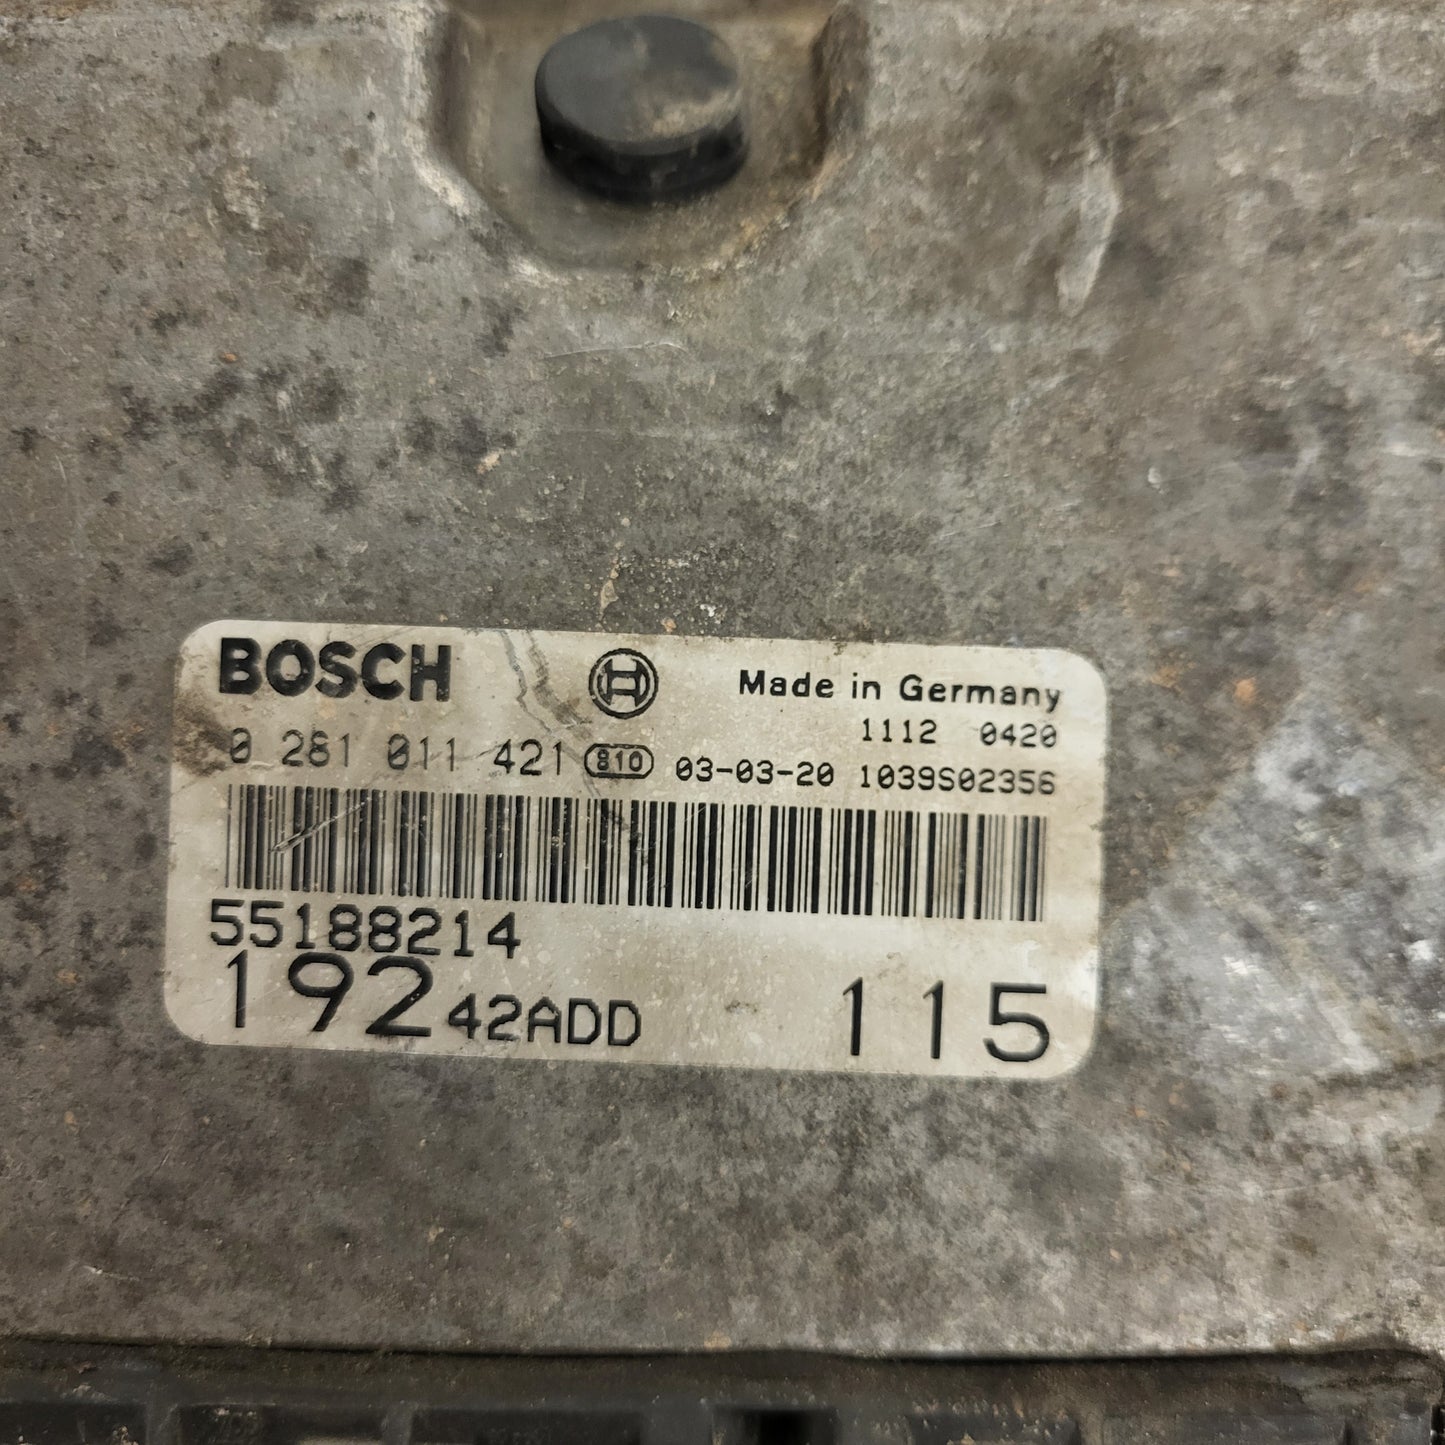 BOSCH Made in Germany
1112 0420
0 281 011 421 810 03-03-20 1039S02356
55188214
192 42ADD 115